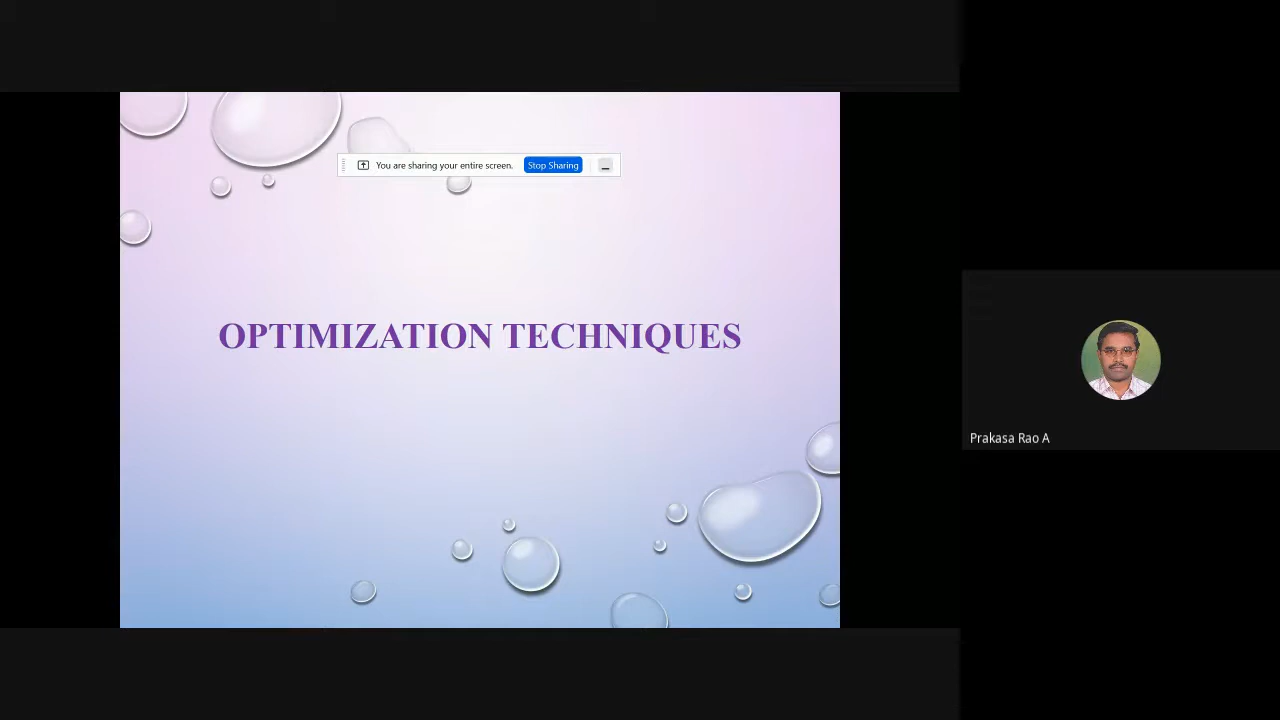 You are sharing your entire screen. Stop Sharing
OPTIMIZATION TECHNIQUES
Prakasa Rao A